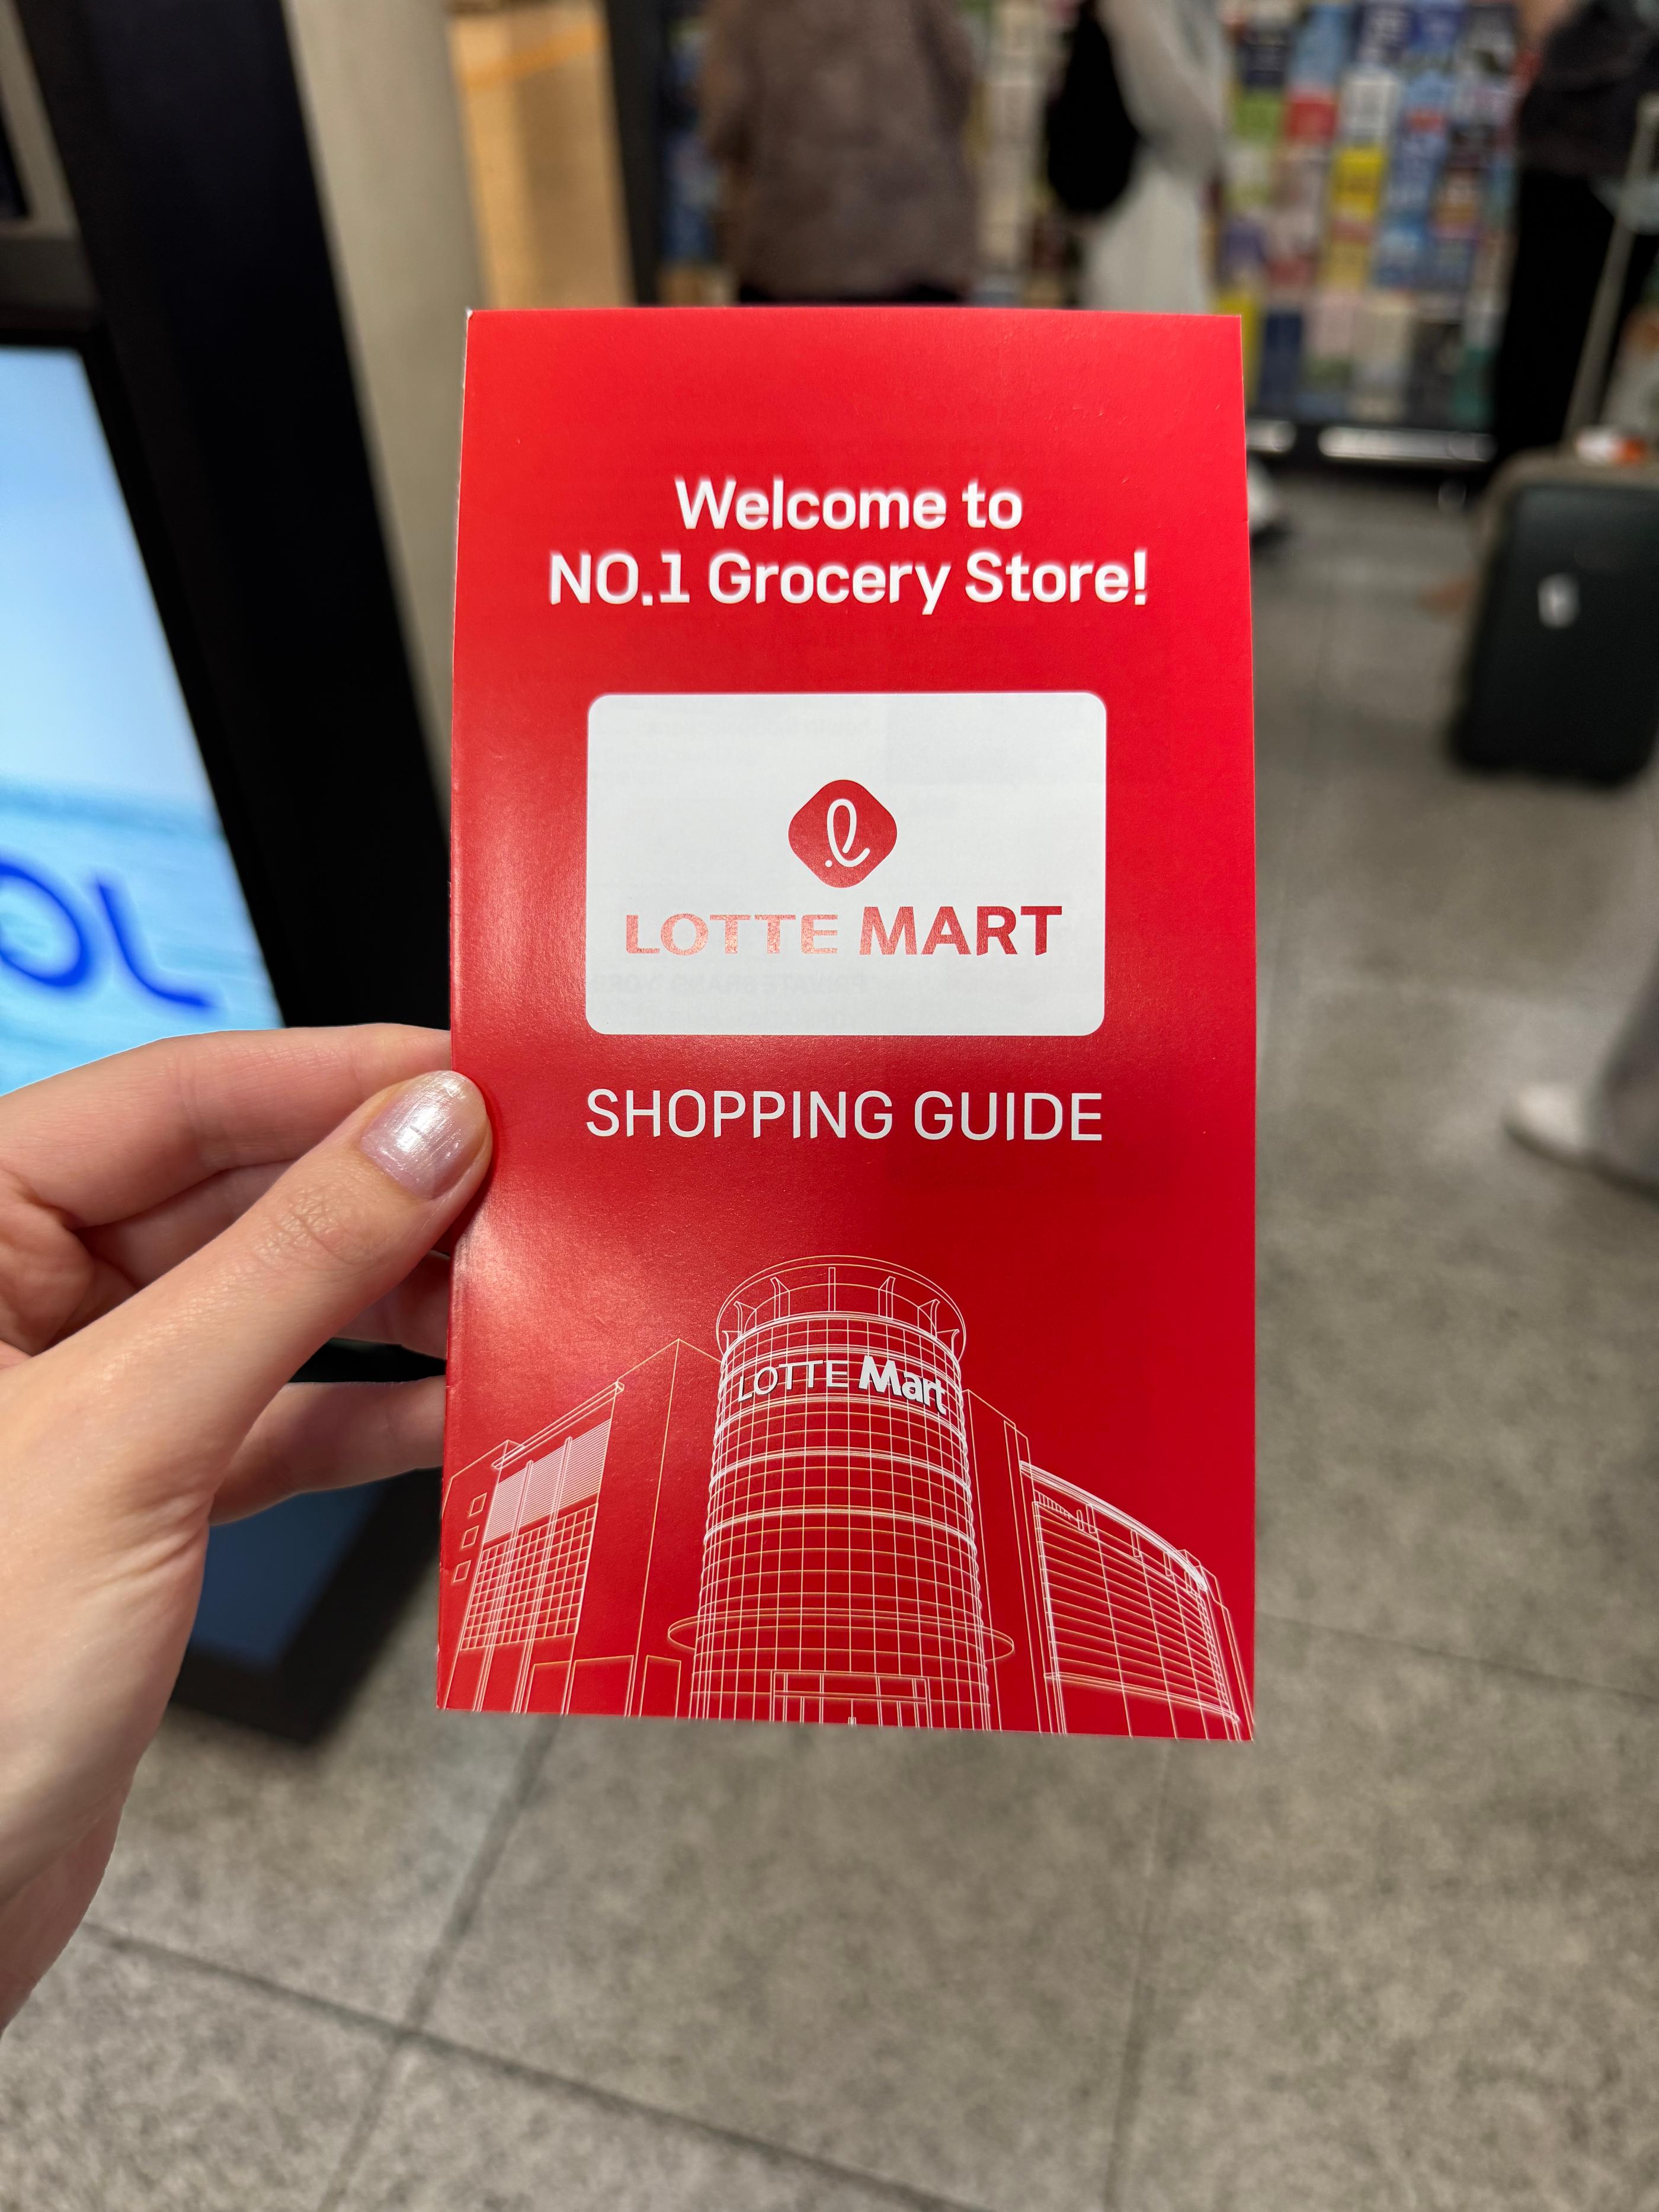 Welcome to
NO.1 Grocery Store!
LOTTE MART
SHOPPING GUIDE
LOTTE Mart